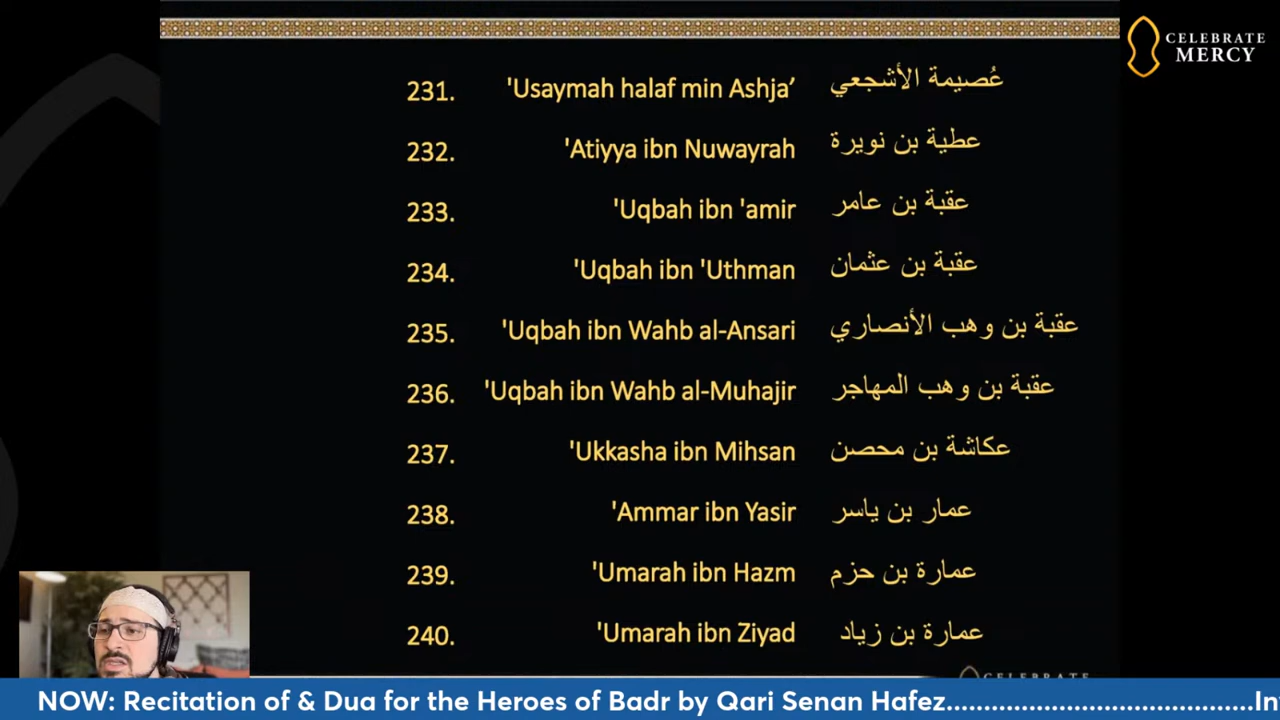 CELEBRATE
MERCY
231. 'Usaymah halaf min Ashja’ عُصيمة الأشجعي
232. 'Atiyya ibn Nuwayrah عطية بن نويرة
233. 'Uqbah ibn 'amir عقبة بن عامر
234. 'Uqbah ibn 'Uthman عقبة بن عثمان
235. 'Uqbah ibn Wahb al-Ansari عقبة بن وهب الأنصاري
236. 'Uqbah ibn Wahb al-Muhajir عقبة بن وهب المهاجر
237. 'Ukkasha ibn Mihsan عكاشة بن محصن
238. 'Ammar ibn Yasir عمار بن ياسر
239. 'Umarah ibn Hazm عمارة بن حزم
240. 'Umarah ibn Ziyad عمارة بن زياد
CELEBRATE
NOW: Recitation of & Dua for the Heroes of Badr by Qari Senan Hafez............................................In